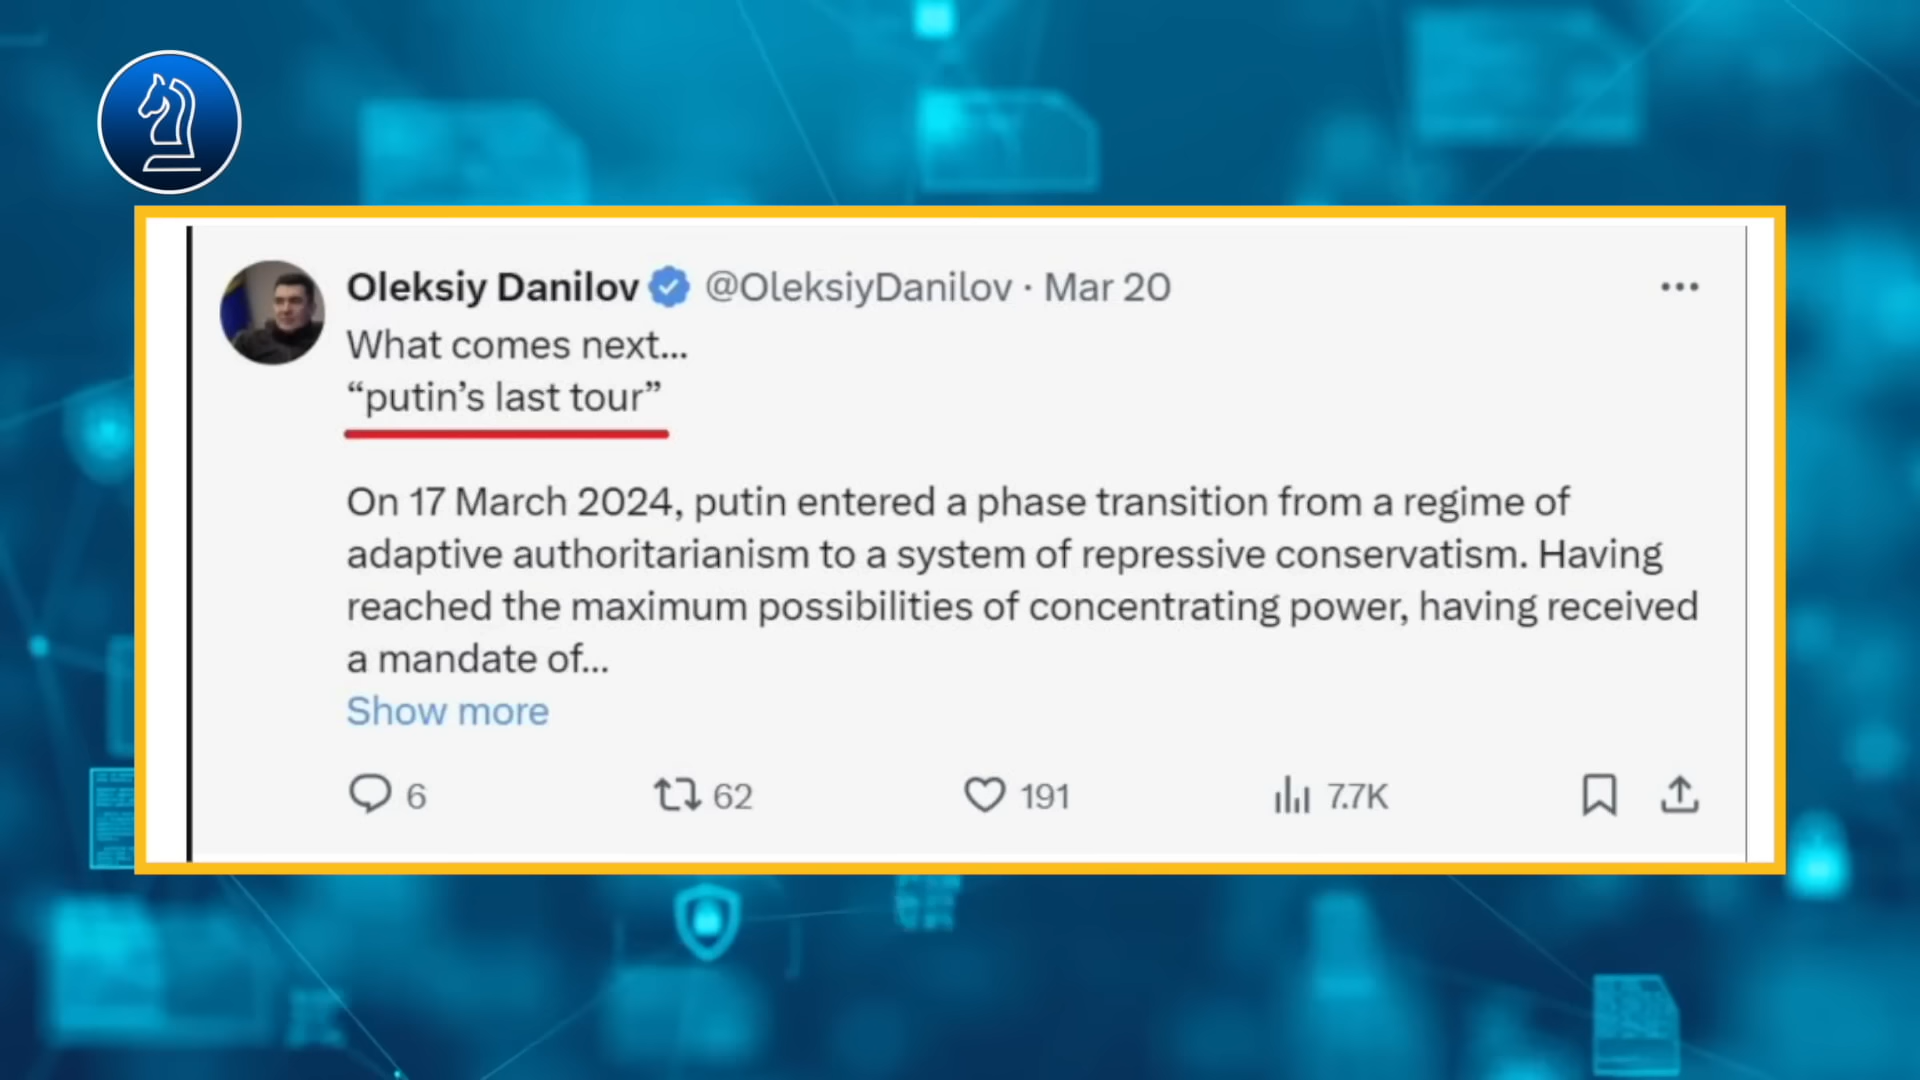 Oleksiy Danilov @OleksiyDanilov · Mar 20
What comes next...
“putin’s last tour”
On 17 March 2024, putin entered a phase transition from a regime of
adaptive authoritarianism to a system of repressive conservatism. Having
reached the maximum possibilities of concentrating power, having received
a mandate of...
Show more
6 62 191 7.7K